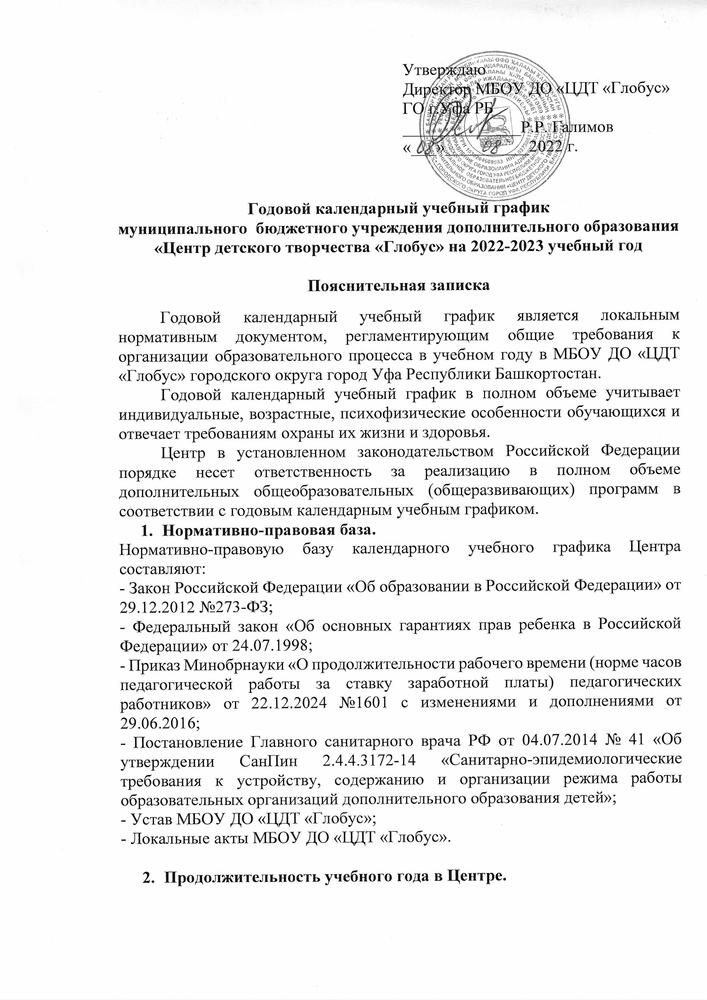 Утверждаю
Директор МБОУ ДО «ЦДТ «Глобус»
ГО г.Уфа РБ
Р.Р. Галимов
«08» 08 2022 г.
Годовой календарный учебный график
муниципального бюджетного учреждения дополнительного образования
«Центр детского творчества «Глобус» на 2022-2023 учебный год
Пояснительная записка
Годовой календарный учебный график является локальным
нормативным документом, регламентирующим общие требования к
организации образовательного процесса в учебном году в МБОУ ДО «ЦДТ
«Глобус» городского округа город Уфа Республики Башкортостан.
Годовой календарный учебный график в полном объеме учитывает
индивидуальные, возрастные, психофизические особенности обучающихся и
отвечает требованиям охраны их жизни и здоровья.
Центр в установленном законодательством Российской Федерации
порядке несет ответственность за реализацию в полном объеме
дополнительных общеобразовательных (общеразвивающих) программ в
соответствии с годовым календарным учебным графиком.
1. Нормативно-правовая база.
Нормативно-правовую базу календарного учебного графика Центра
составляют:
- Закон Российской Федерации «Об образовании в Российской Федерации» от
29.12.2012 №273-ФЗ;
- Федеральный закон «Об основных гарантиях прав ребенка в Российской
Федерации» от 24.07.1998;
- Приказ Минобрнауки «О продолжительности рабочего времени (норме часов
педагогической работы за ставку заработной платы) педагогических
работников» от 22.12.2024 №1601 с изменениями и дополнениями от
29.06.2016;
- Постановление Главного санитарного врача РФ от 04.07.2014 № 41 «Об
утверждении СанПин 2.4.4.3172-14 «Санитарно-эпидемиологические
требования к устройству, содержанию и организации режима работы
образовательных организаций дополнительного образования детей»;
- Устав МБОУ ДО «ЦДТ «Глобус»;
- Локальные акты МБОУ ДО «ЦДТ «Глобус».
2. Продолжительность учебного года в Центре.